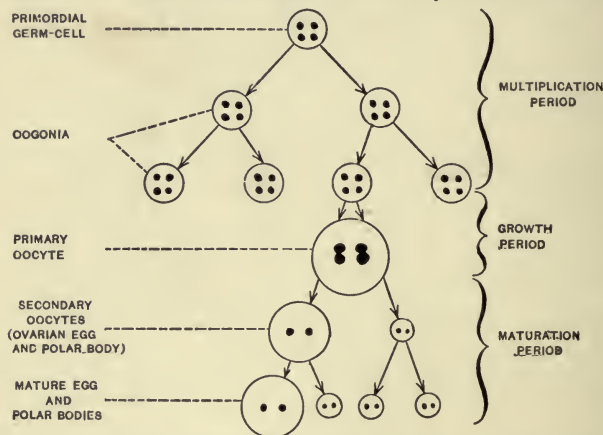 PRIMORDIAL
GERM-CELL
MULTIPLICATION
PERIOD
OOGONIA
PRIMARY
OOCYTE
GROWTH
PERIOD
SECONDARY
OOCYTES
(OVARIAN EGG
AND POLAR BODY)
MATURATION
PERIOD
MATURE EGG
AND
POLAR BODIES